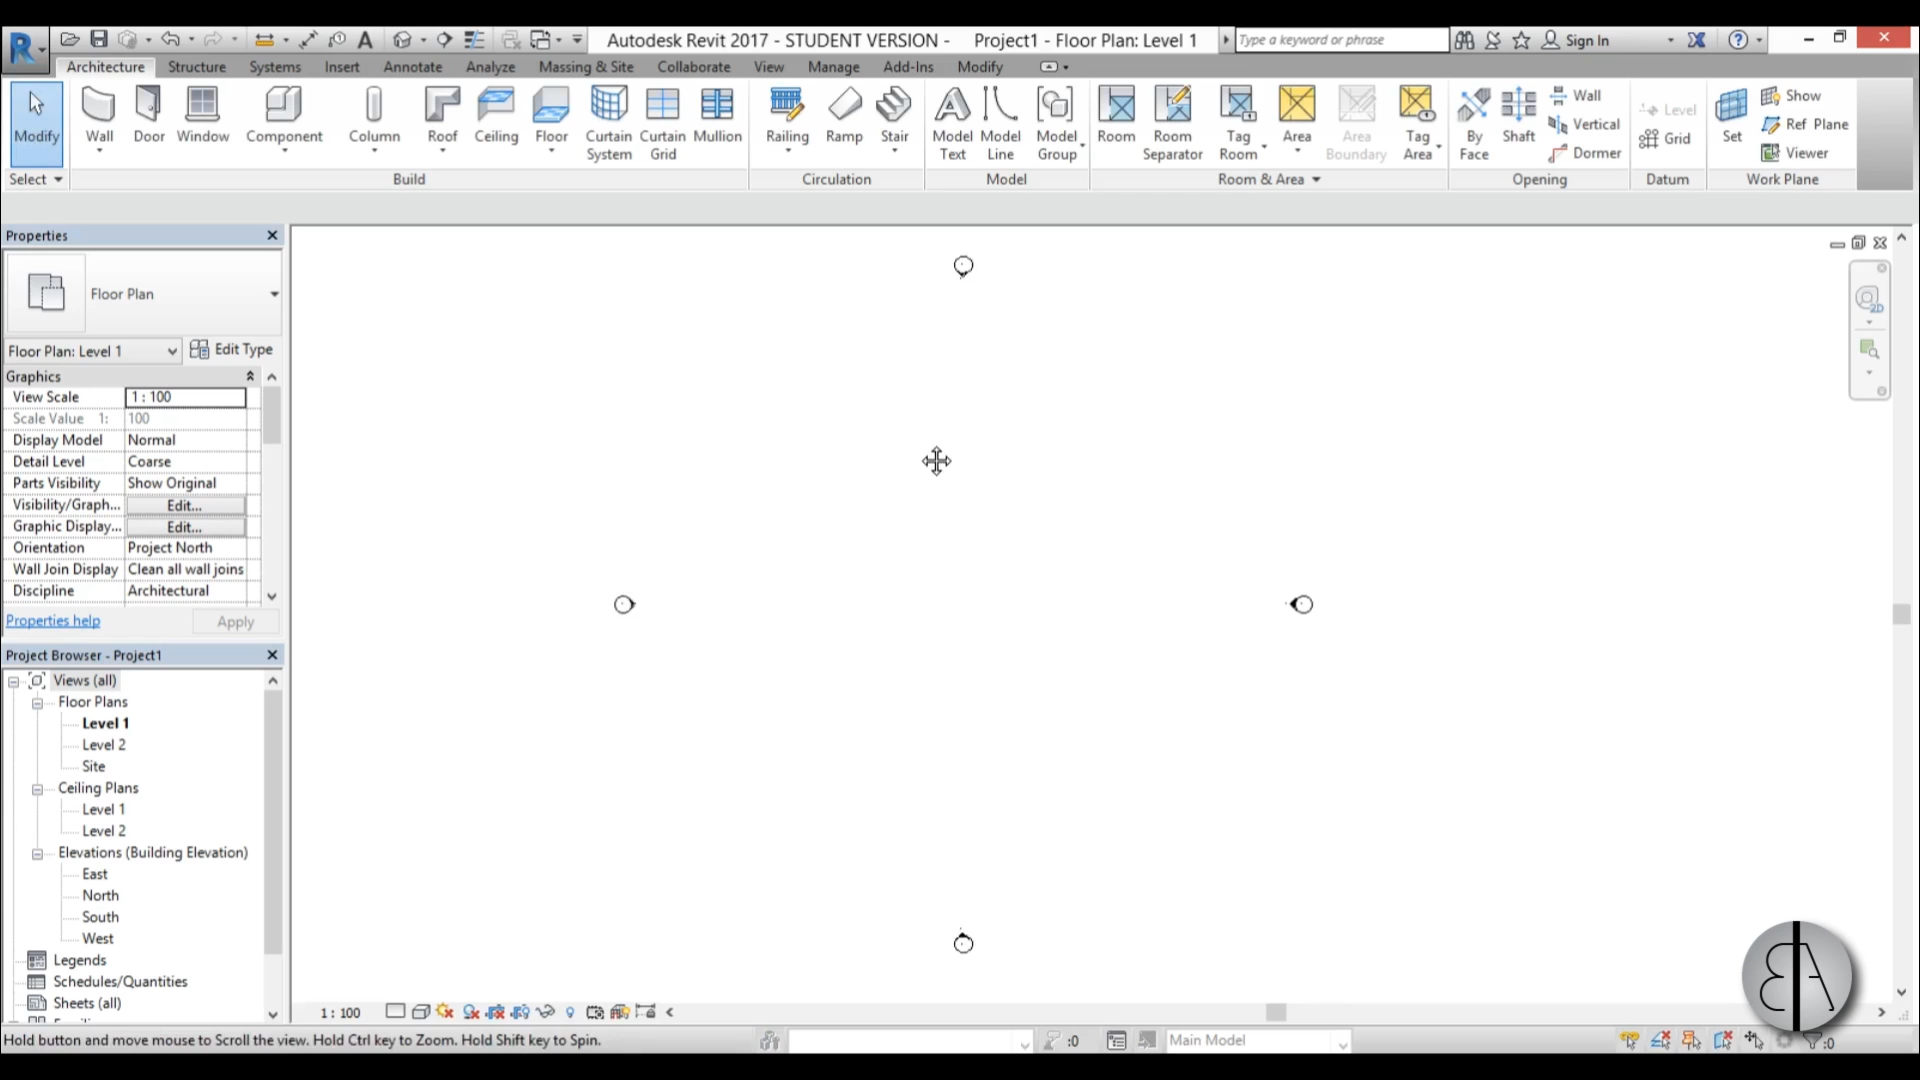 Autodesk Revit 2017 - STUDENT VERSION - Project1 - Floor Plan: Level 1
Type a keyword or phrase
Sign In
Architecture Structure Systems Insert Annotate Analyze Massing & Site Collaborate View Manage Add-Ins Modify
Modify
Wall
Door
Window
Component
Column
Roof
Ceiling
Floor
Curtain System
Curtain Grid
Mullion
Railing
Ramp
Stair
Model Text
Model Line
Model Group
Room
Room Separator
Tag Room
Area
Area Boundary
Tag Area
By Face
Shaft
Wall
Vertical
Dormer
Level
Grid
Set
Show
Ref Plane
Viewer
Select Build Circulation Model Room & Area Opening Datum Work Plane
Properties
Floor Plan
Floor Plan: Level 1 Edit Type
Graphics
View Scale 1 : 100
Scale Value 1: 100
Display Model Normal
Detail Level Coarse
Parts Visibility Show Original
Visibility/Graph... Edit...
Graphic Display... Edit...
Orientation Project North
Wall Join Display Clean all wall joins
Discipline Architectural
Properties help Apply
Project Browser - Project1
Views (all)
Floor Plans
Level 1
Level 2
Site
Ceiling Plans
Level 1
Level 2
Elevations (Building Elevation)
East
North
South
West
Legends
Schedules/Quantities
Sheets (all)
2D
1 : 100
Hold button and move mouse to Scroll the view. Hold Ctrl key to Zoom. Hold Shift key to Spin.
:0
Main Model
:0